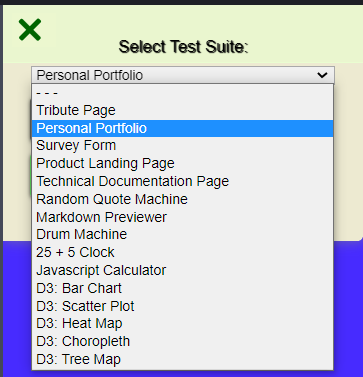 Select Test Suite:
Personal Portfolio
- - -
Tribute Page
Personal Portfolio
Survey Form
Product Landing Page
Technical Documentation Page
Random Quote Machine
Markdown Previewer
Drum Machine
25 + 5 Clock
Javascript Calculator
D3: Bar Chart
D3: Scatter Plot
D3: Heat Map
D3: Choropleth
D3: Tree Map